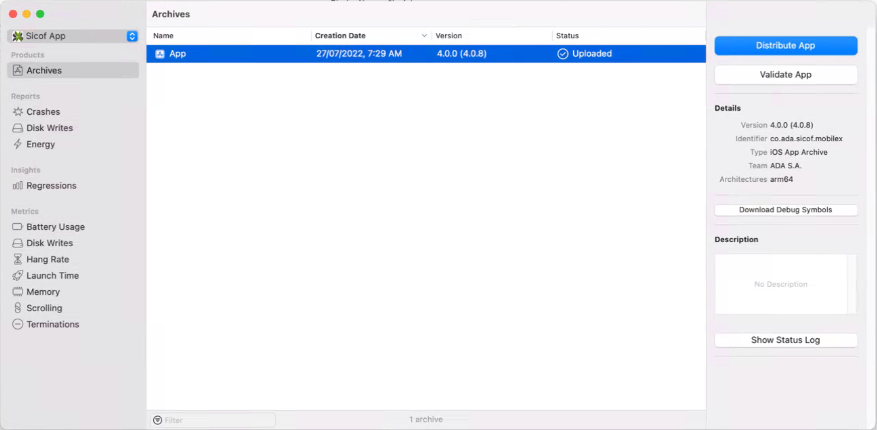 Archives
Sicof App
Products
Archives
Reports
Crashes
Disk Writes
Energy
Insights
Regressions
Metrics
Battery Usage
Disk Writes
Hang Rate
Launch Time
Memory
Scrolling
Terminations
Name Creation Date Version Status
App 27/07/2022, 7:29 AM 4.0.0 (4.0.8) Uploaded
Filter
1 archive
Distribute App
Validate App
Details
Version 4.0.0 (4.0.8)
Identifier co.ada.sicof.mobilex
Type iOS App Archive
Team ADA S.A.
Architectures arm64
Download Debug Symbols
Description
No Description
Show Status Log